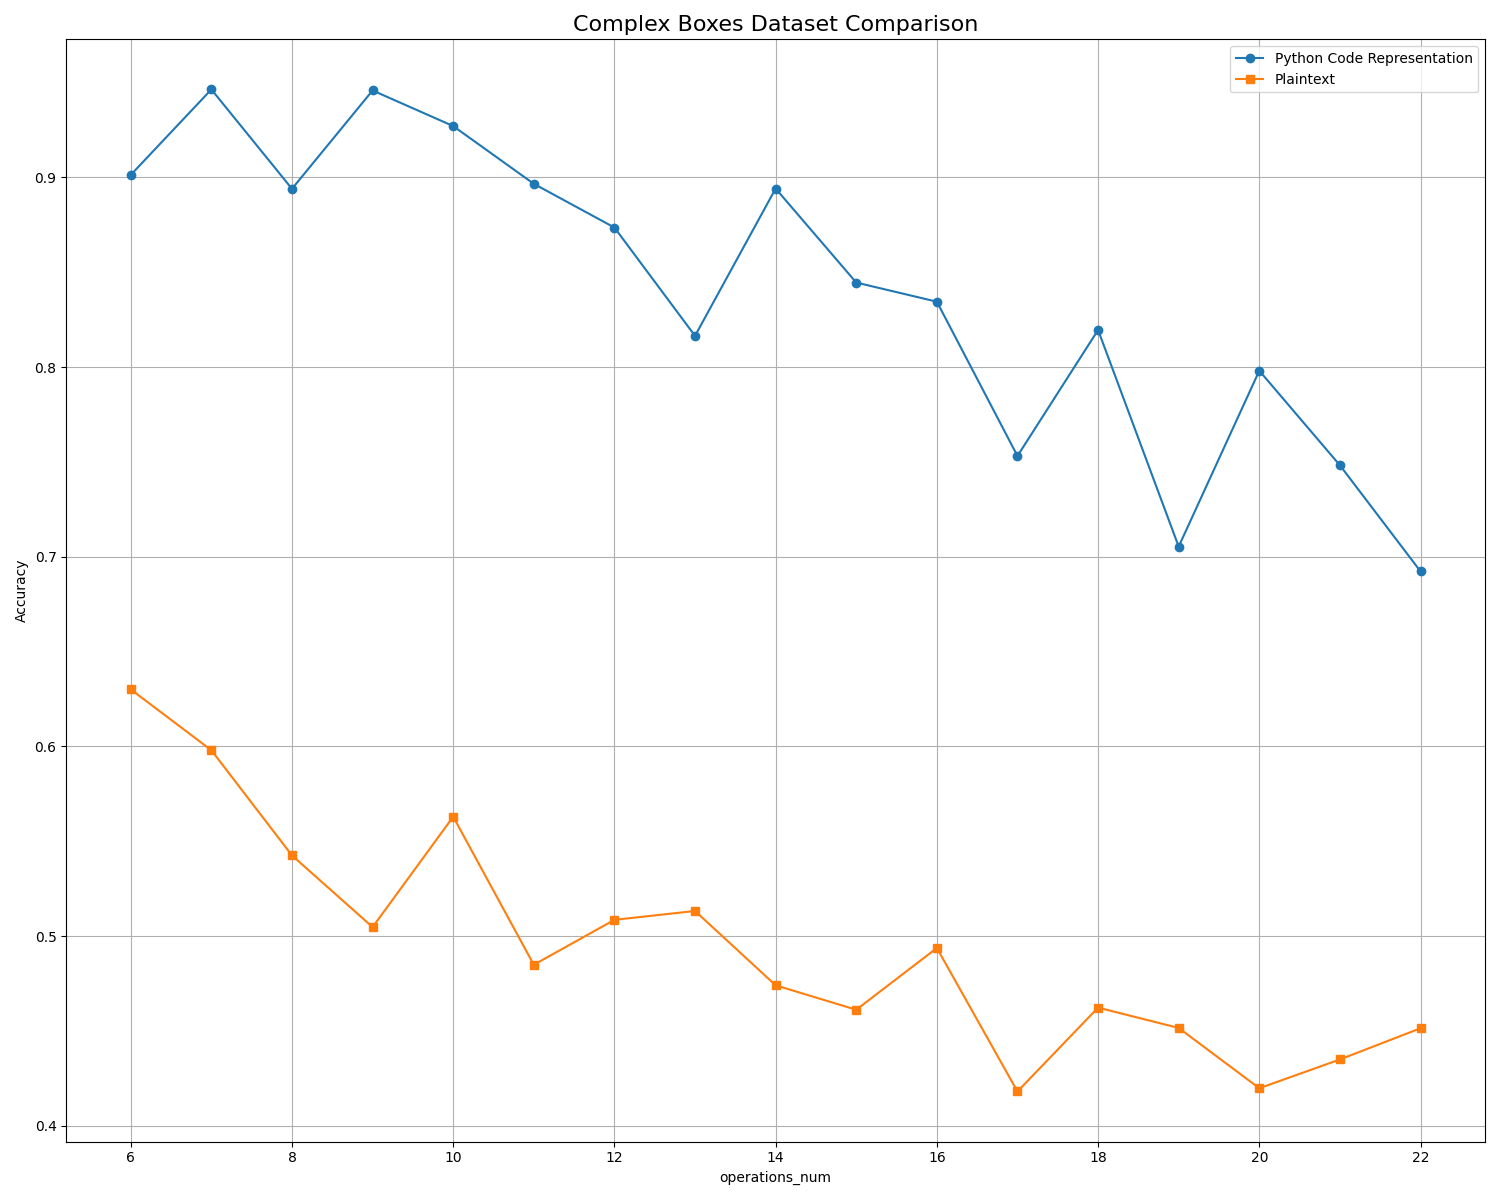 Complex Boxes Dataset Comparison
Python Code Representation
Plaintext
0.9
0.8
0.7
0.6
0.5
0.4
Accuracy
6 8 10 12 14 16 18 20 22
operations_num